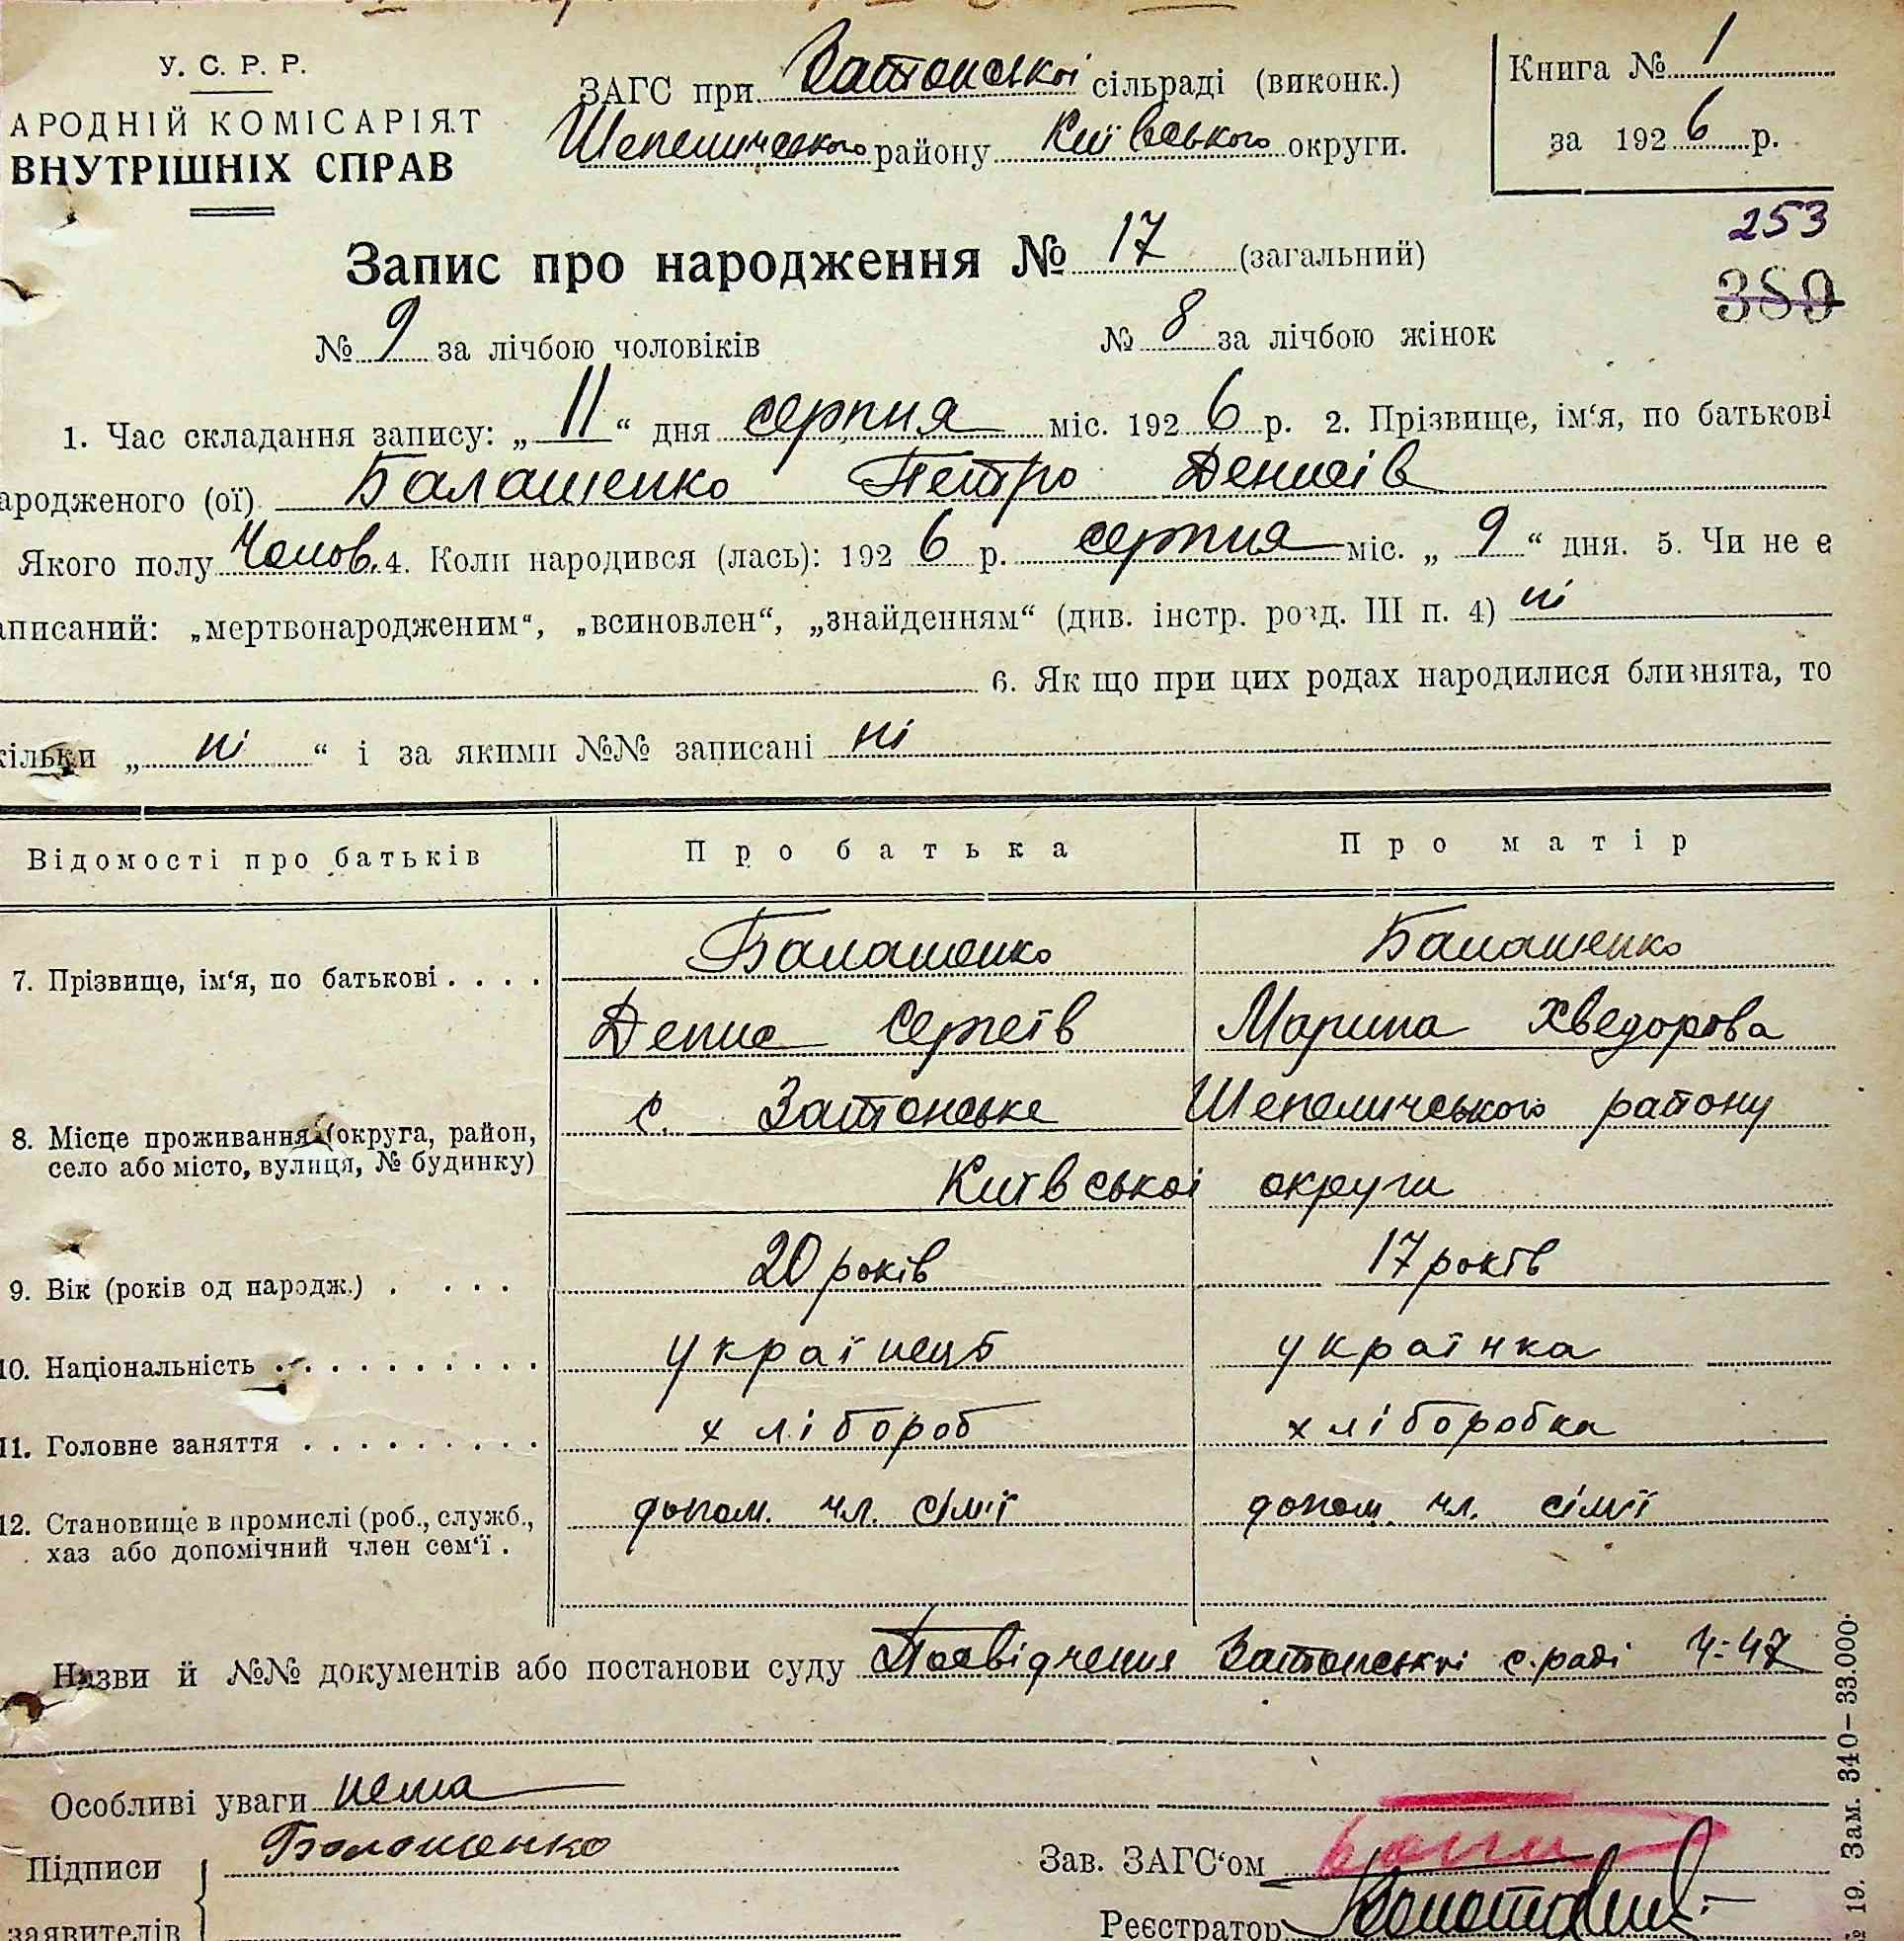 У. С. Р. Р.
АРОДНІЙ КОМІСАРІЯТ
ВНУТРІШНІХ СПРАВ
ЗАГС при Затонської сільраді (виконк.)
Шепелического району Київського округи.
Книга № 1
за 1926 р.
253
380
Запис про народження № 17 (загальний)
№ 9 за лічбою чоловіків № 8 за лічбою жінок
1. Час складання запису: „11“ дня серпня міс. 1926 р. 2. Прізвище, ім‘я, по батькові
ародженого (ої) Балашенко Петро Денисів
Якого полу Чолов. 4. Коли народився (лась): 1926 р. серпня міс. „9“ дня. 5. Чи не е
аписаний: „мертвонародженим“, „всиновлен“, „знайденням“ (див. інстр. розд. III п. 4) ні
6. Як що при цих родах народилися близнята, то
кільки „ні“ і за якими №№ записані ні
Відомості про батьків Про батька Про матір
7. Прізвище, ім‘я, по батькові . . . . Балашенко Балашенко
Денис Сергеїв Марина Хведорова
8. Місце проживання (округа, район, село або місто, вулиця, № будинку) с. Затонське Шепеличського району
Київської округи
9. Вік (років од народж.) . . . . 20 років 17 років
10. Національність . . . . . . . . . . українець українка
11. Головне заняття . . . . . . . . . хлібороб хліборобка
12. Становище в промислі (роб., служб., хаз або допомічний член сем‘ї . допом. чл. сімї допом. чл. сімї
Назви й №№ документів або постанови суду Посвідчення Затонської с.раді Ч-47
Особливі уваги нема
Підписи Балашенко
заявителів
Зав. ЗАГС‘ом
Реєстратор
№ 19. Зам. 340—33.000.